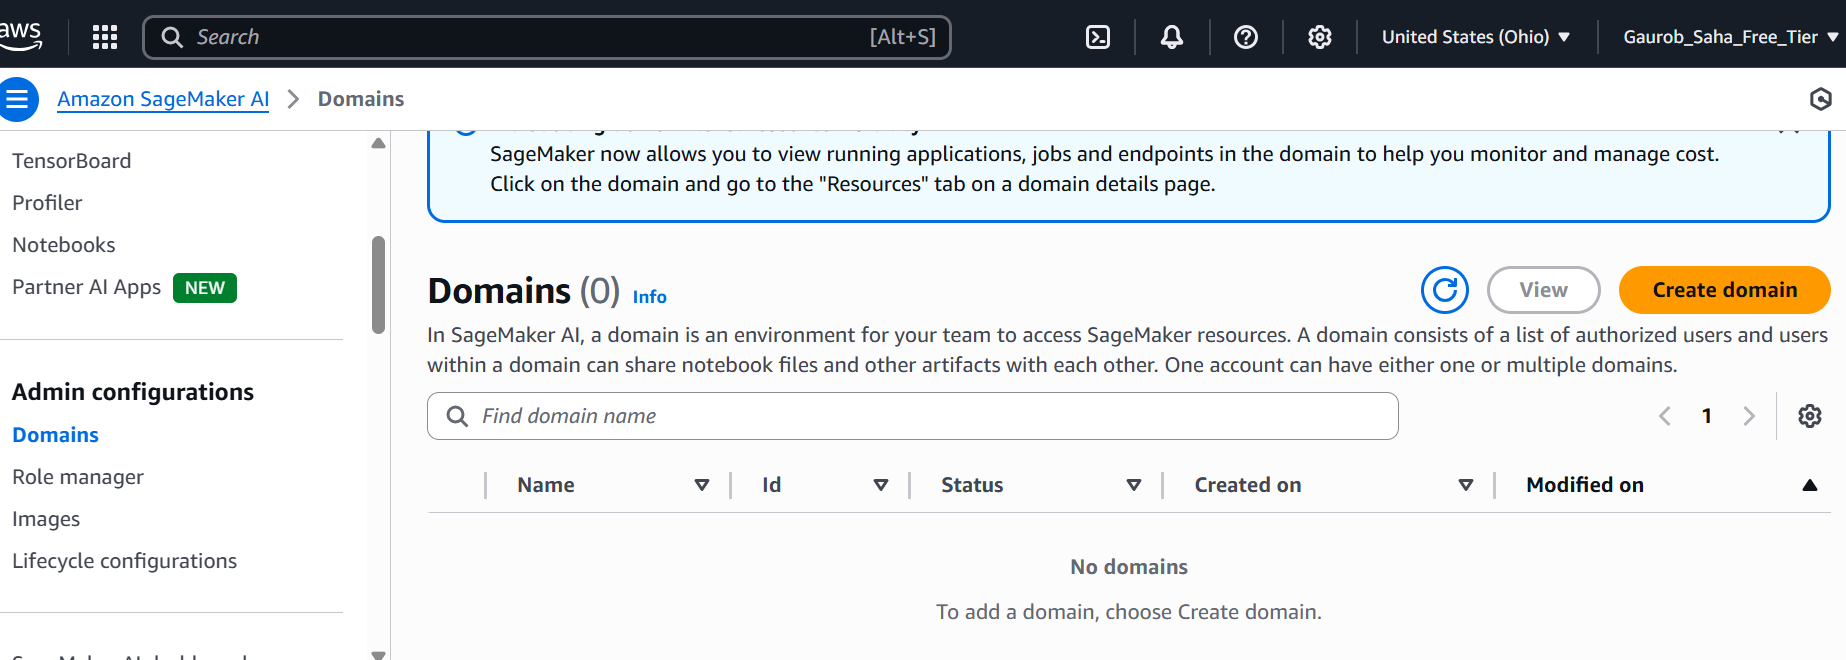 aws
Search
[Alt+S]
United States (Ohio)
Gaurob_Saha_Free_Tier
Amazon SageMaker AI
Domains
TensorBoard
Profiler
Notebooks
Partner AI Apps NEW
Admin configurations
Domains
Role manager
Images
Lifecycle configurations
SageMaker now allows you to view running applications, jobs and endpoints in the domain to help you monitor and manage cost.
Click on the domain and go to the "Resources" tab on a domain details page.
Domains (0) Info
View
Create domain
In SageMaker AI, a domain is an environment for your team to access SageMaker resources. A domain consists of a list of authorized users and users
within a domain can share notebook files and other artifacts with each other. One account can have either one or multiple domains.
Find domain name
1
Name
Id
Status
Created on
Modified on
No domains
To add a domain, choose Create domain.